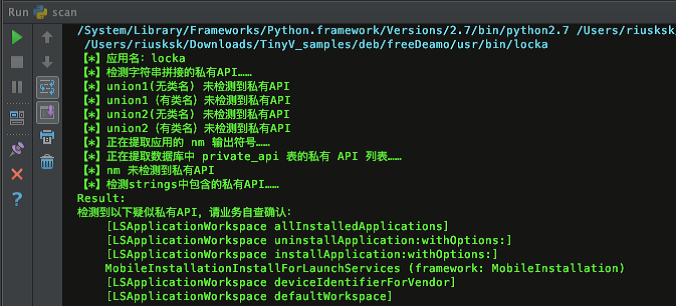 Run scan
/System/Library/Frameworks/Python.framework/Versions/2.7/bin/python2.7 /Users/riusksk
/Users/riusksk/Downloads/TinyV_samples/deb/freeDeamo/usr/bin/locka
【*】应用名: locka
【*】检测字符串拼接的私有API……
【*】union1(无类名) 未检测到私有API
【*】union1 (有类名) 未检测到私有API
【*】union2(无类名) 未检测到私有API
【*】union2 (有类名) 未检测到私有API
【*】正在提取应用的 nm 输出符号……
【*】正在提取数据库中 private_api 表的私有 API 列表……
【*】nm 未检测到私有API
【*】检测strings中包含的私有API……
Result:
检测到以下疑似私有API, 请业务自查确认:
[LSApplicationWorkspace allInstalledApplications]
[LSApplicationWorkspace uninstallApplication:withOptions:]
[LSApplicationWorkspace installApplication:withOptions:]
MobileInstallationInstallForLaunchServices (framework: MobileInstallation)
[LSApplicationWorkspace deviceIdentifierForVendor]
[LSApplicationWorkspace defaultWorkspace]